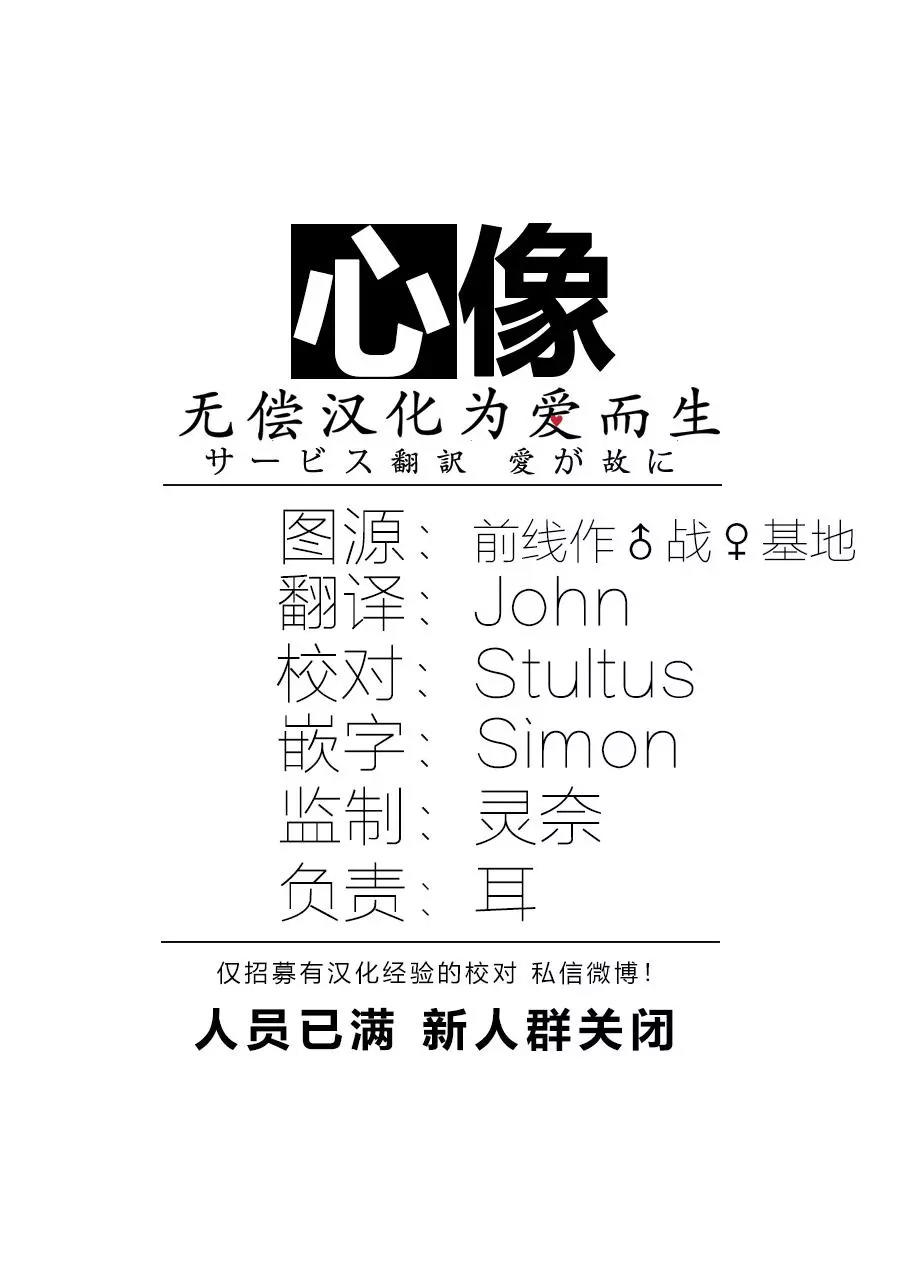 心像
无偿汉化为爱而生
サービス翻訳 愛が故に
图源：前线作♂战♀基地
翻译：John
校对：Stultus
嵌字：Simon
监制：灵奈
负责：耳
仅招募有汉化经验的校对 私信微博！
人员已满 新人群关闭